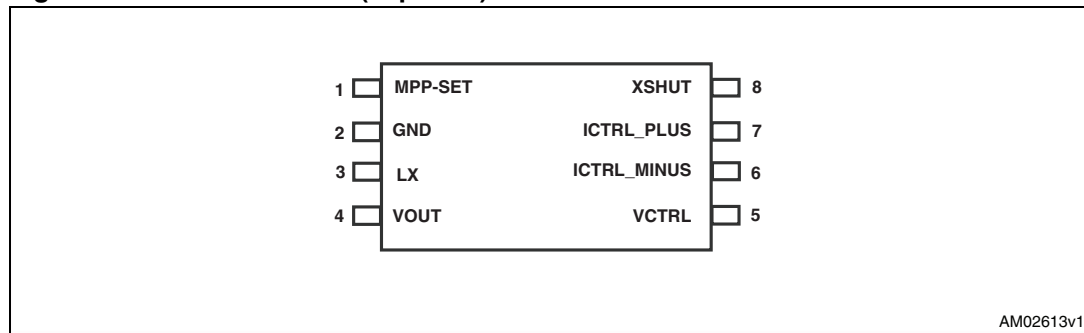 1 MPP-SET XSHUT 8
2 GND ICTRL_PLUS 7
3 LX ICTRL_MINUS 6
4 VOUT VCTRL 5
AM02613v1